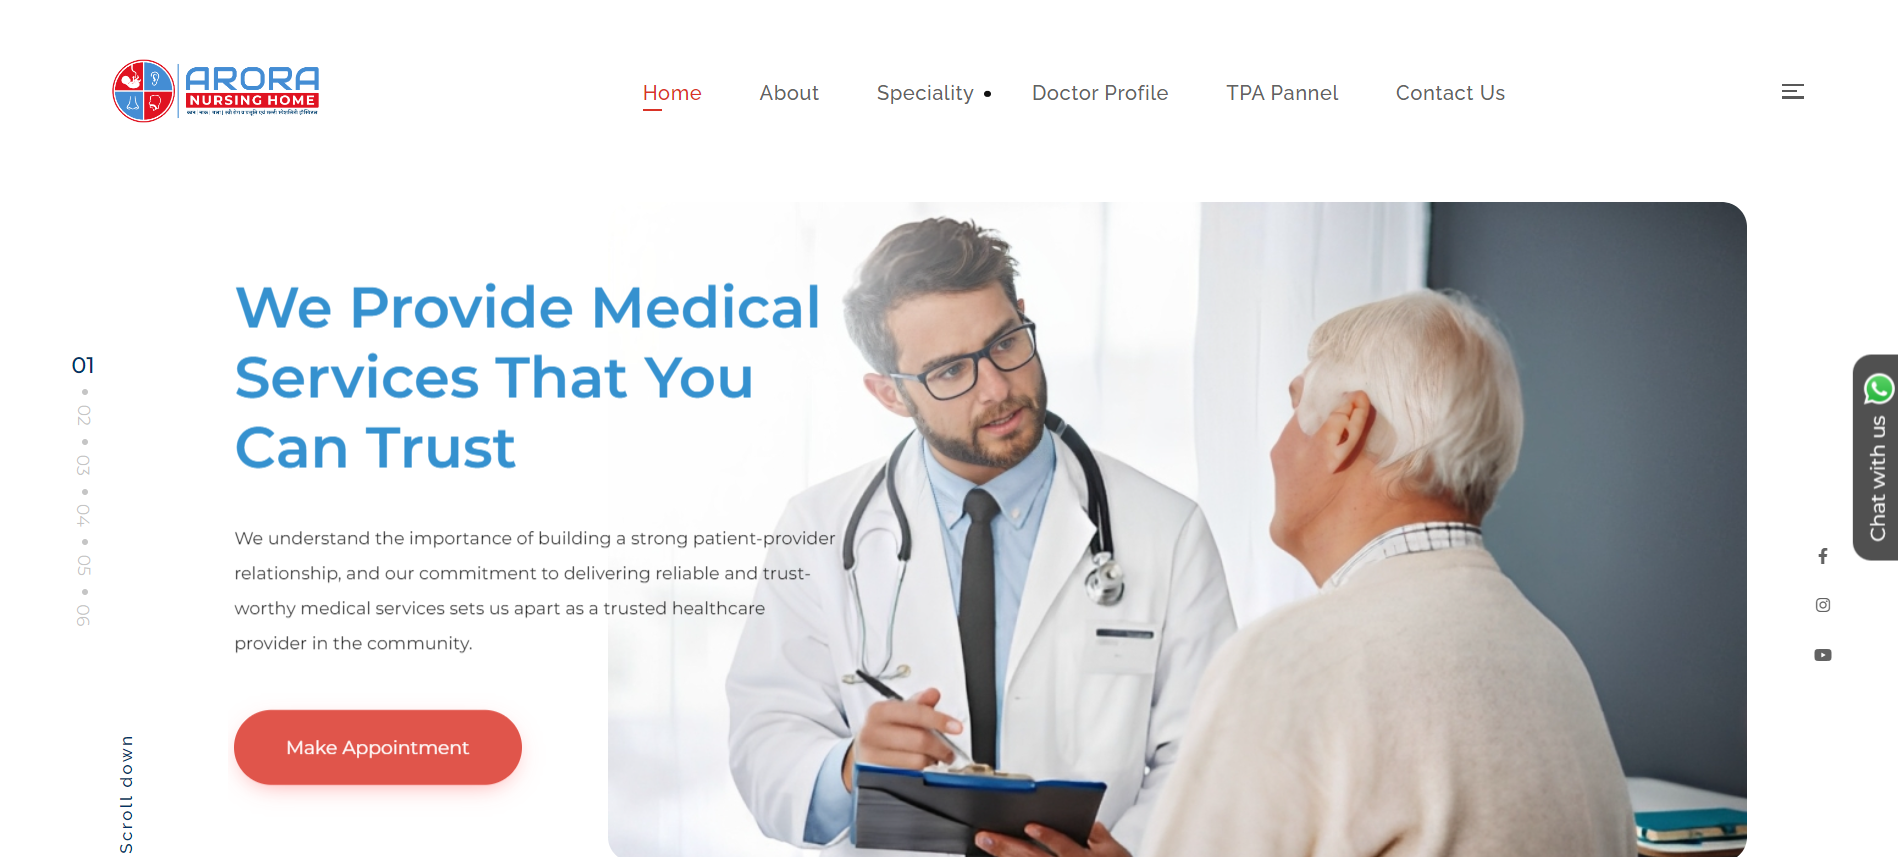 ARORA
NURSING HOME
Home
About
Speciality
Doctor Profile
TPA Pannel
Contact Us
We Provide Medical
Services That You
Can Trust
We understand the importance of building a strong patient-provider
relationship, and our commitment to delivering reliable and trust-
worthy medical services sets us apart as a trusted healthcare
provider in the community.
Make Appointment
01
02
03
04
05
06
Scroll down
Chat with us